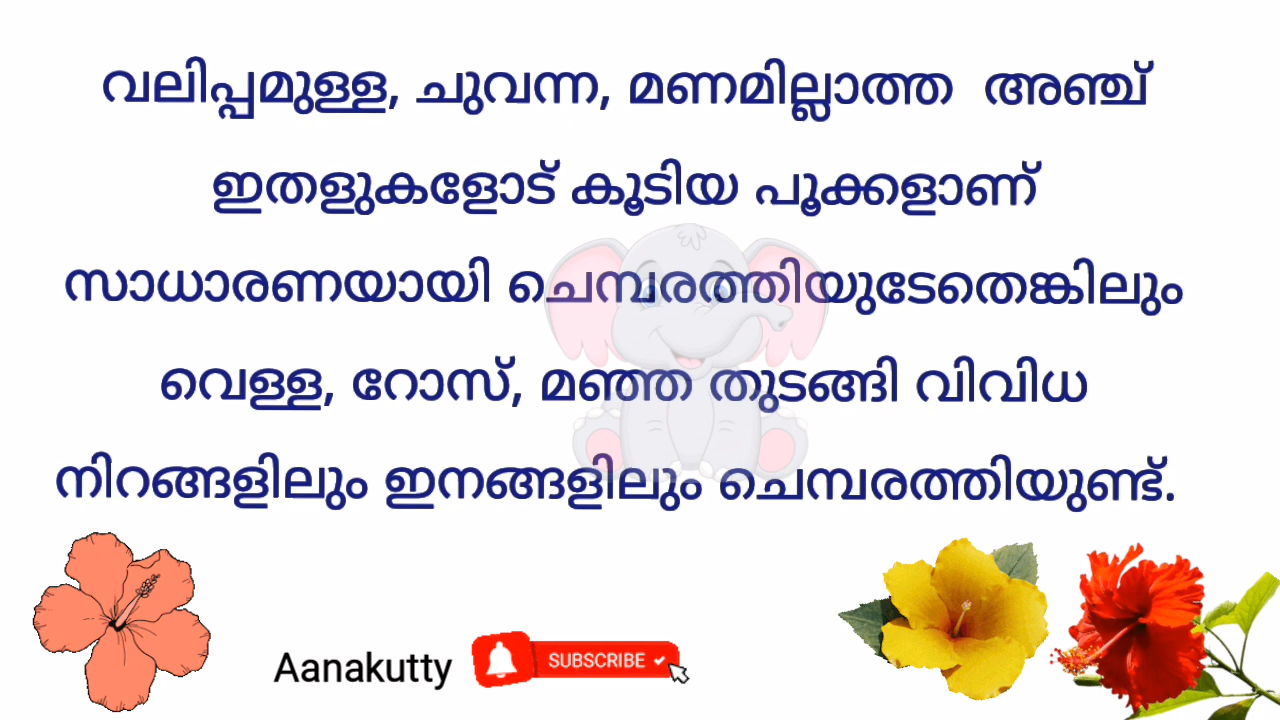 വലിപ്പമുള്ള, ചുവന്ന, മണമില്ലാത്ത അഞ്ച്
ഇതളുകളോട് കൂടിയ പൂക്കളാണ്
സാധാരണയായി ചെമ്പരത്തിയുടേതെങ്കിലും
വെള്ള, റോസ്, മഞ്ഞ തുടങ്ങി വിവിധ
നിറങ്ങളിലും ഇനങ്ങളിലും ചെമ്പരത്തിയുണ്ട്.
Aanakutty SUBSCRIBE